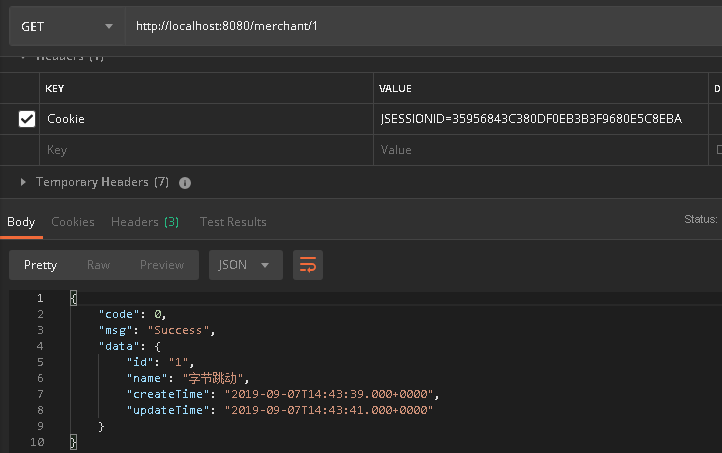 GET http://localhost:8080/merchant/1
Headers (1)
KEY VALUE D
Cookie JSESSIONID=35956843C380DF0EB3B3F9680E5C8EBA
Key Value D
Temporary Headers (7)
Body Cookies Headers (3) Test Results Status:
Pretty Raw Preview JSON
1 {
2 "code": 0,
3 "msg": "Success",
4 "data": {
5 "id": "1",
6 "name": "字节跳动",
7 "createTime": "2019-09-07T14:43:39.000+0000",
8 "updateTime": "2019-09-07T14:43:41.000+0000"
9 }
10 }